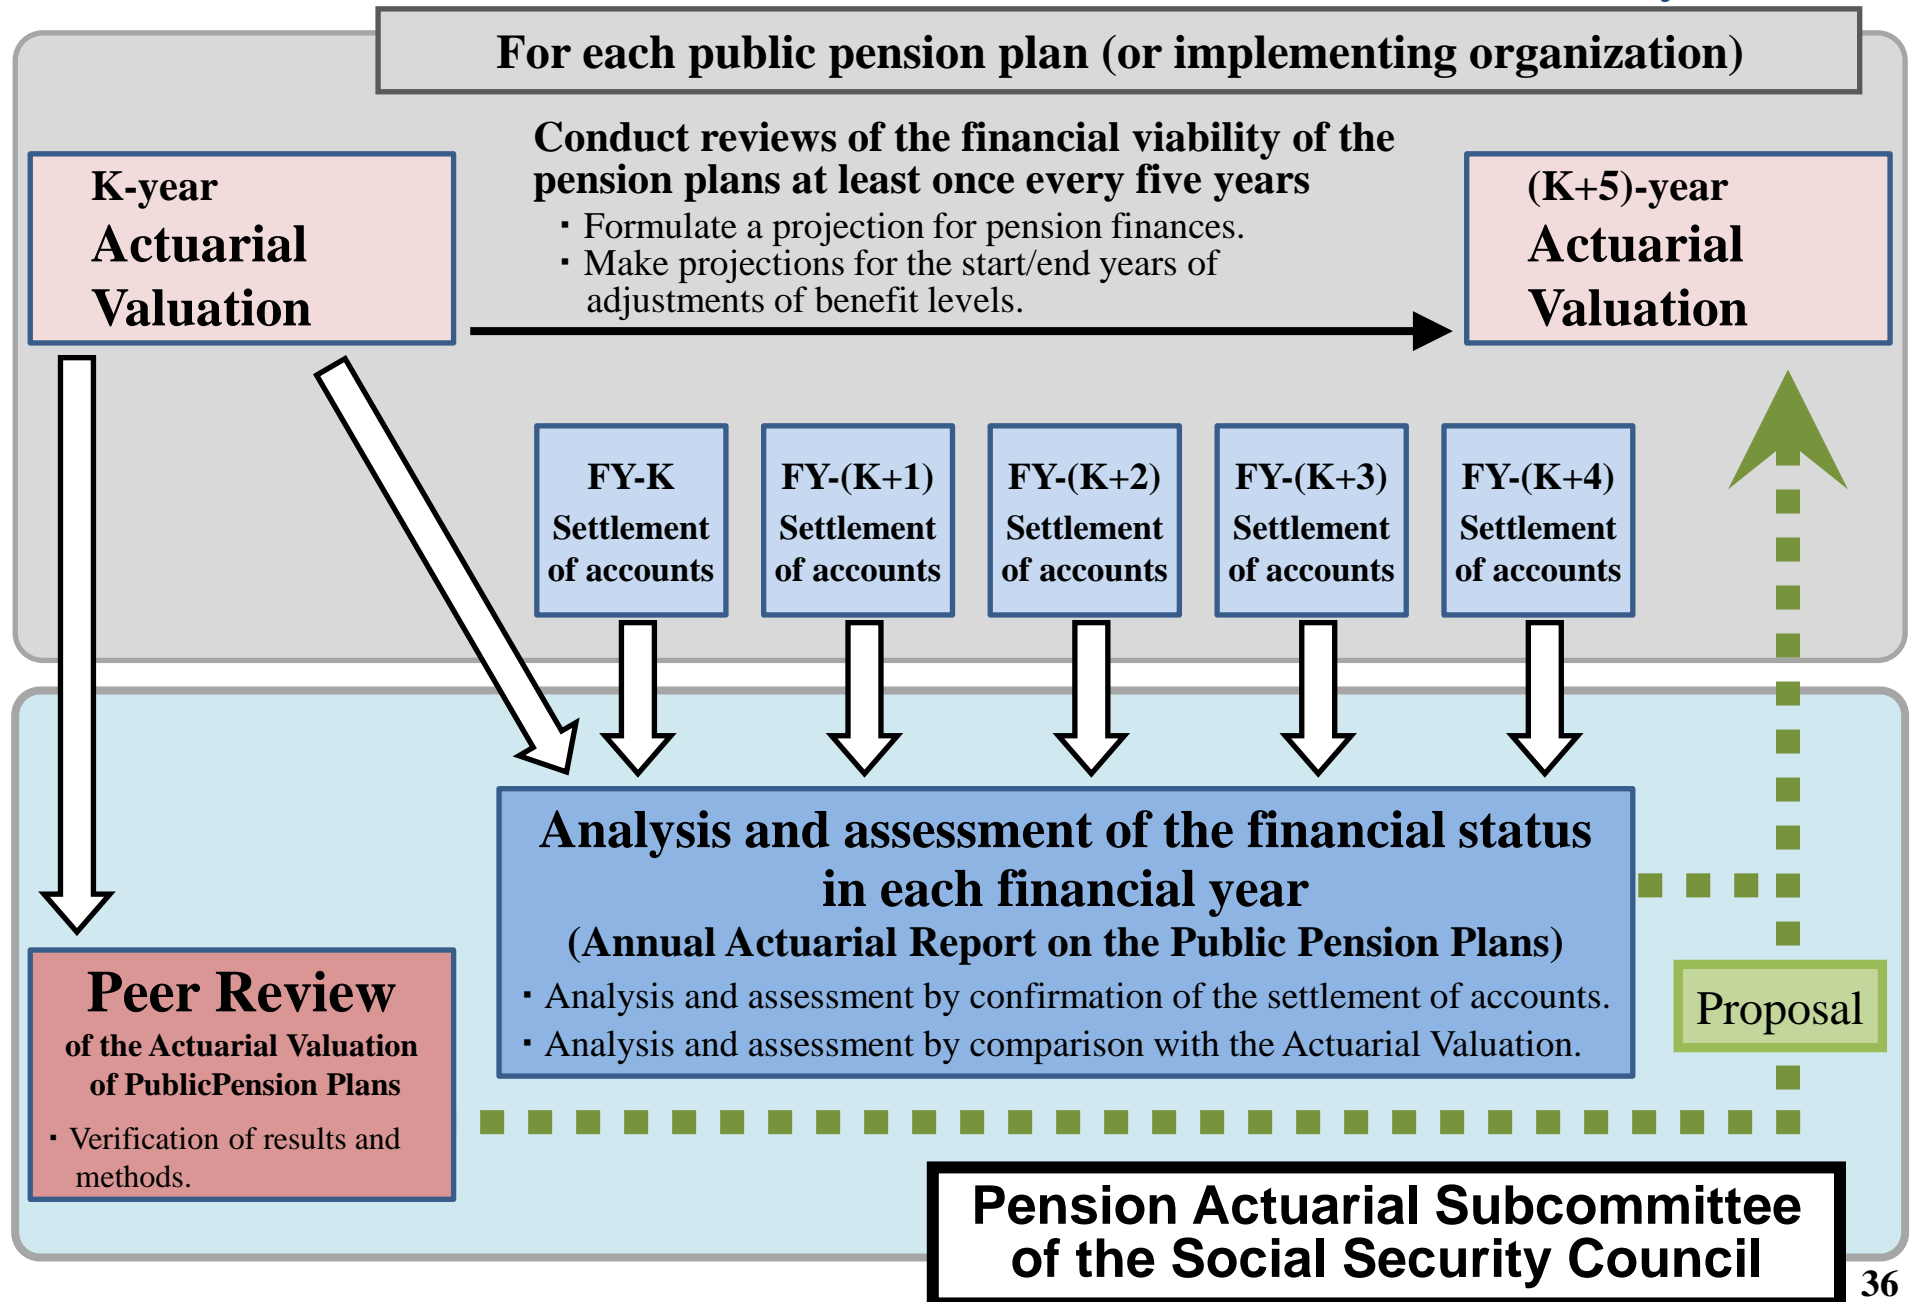 For each public pension plan (or implementing organization)
K-year
Actuarial
Valuation
Conduct reviews of the financial viability of the
pension plans at least once every five years
・Formulate a projection for pension finances.
・Make projections for the start/end years of
adjustments of benefit levels.
(K+5)-year
Actuarial
Valuation
FY-K
Settlement
of accounts
FY-(K+1)
Settlement
of accounts
FY-(K+2)
Settlement
of accounts
FY-(K+3)
Settlement
of accounts
FY-(K+4)
Settlement
of accounts
Analysis and assessment of the financial status
in each financial year
(Annual Actuarial Report on the Public Pension Plans)
・Analysis and assessment by confirmation of the settlement of accounts.
・Analysis and assessment by comparison with the Actuarial Valuation.
Peer Review
of the Actuarial Valuation
of PublicPension Plans
・Verification of results and
methods.
Proposal
Pension Actuarial Subcommittee
of the Social Security Council
36